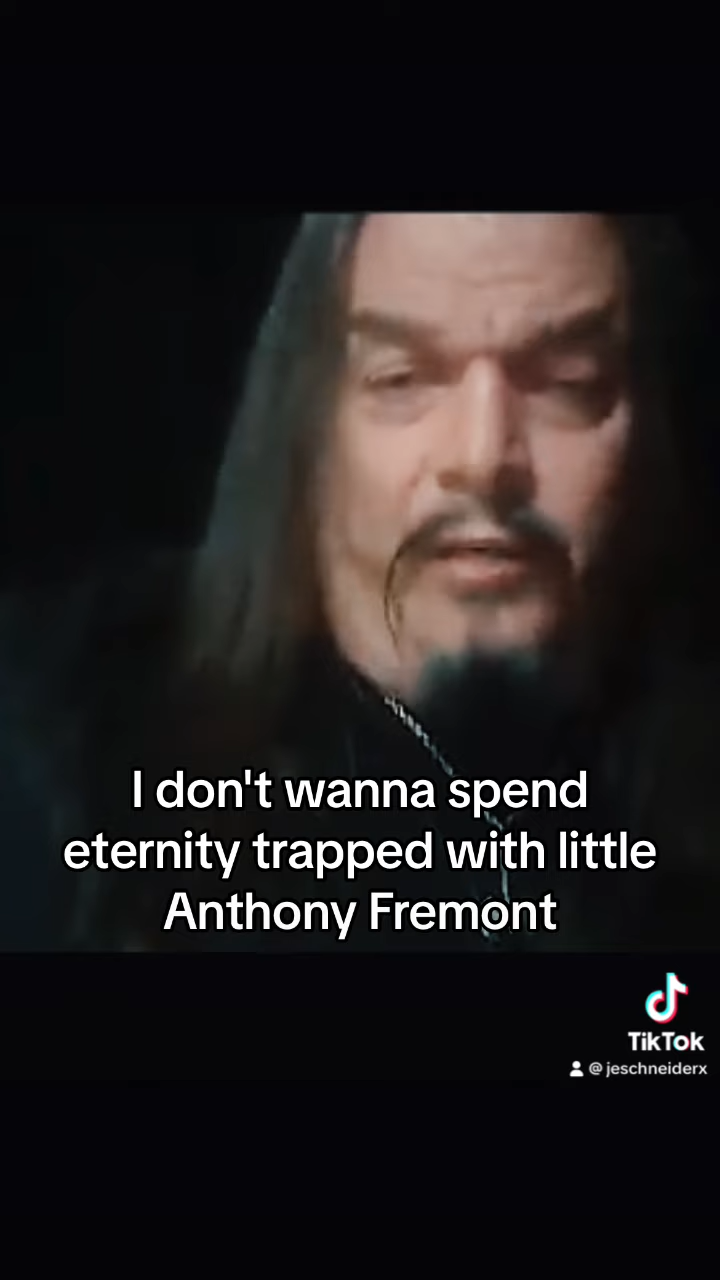 I don't wanna spend
eternity trapped with little
Anthony Fremont
TikTok
@jeschneiderx